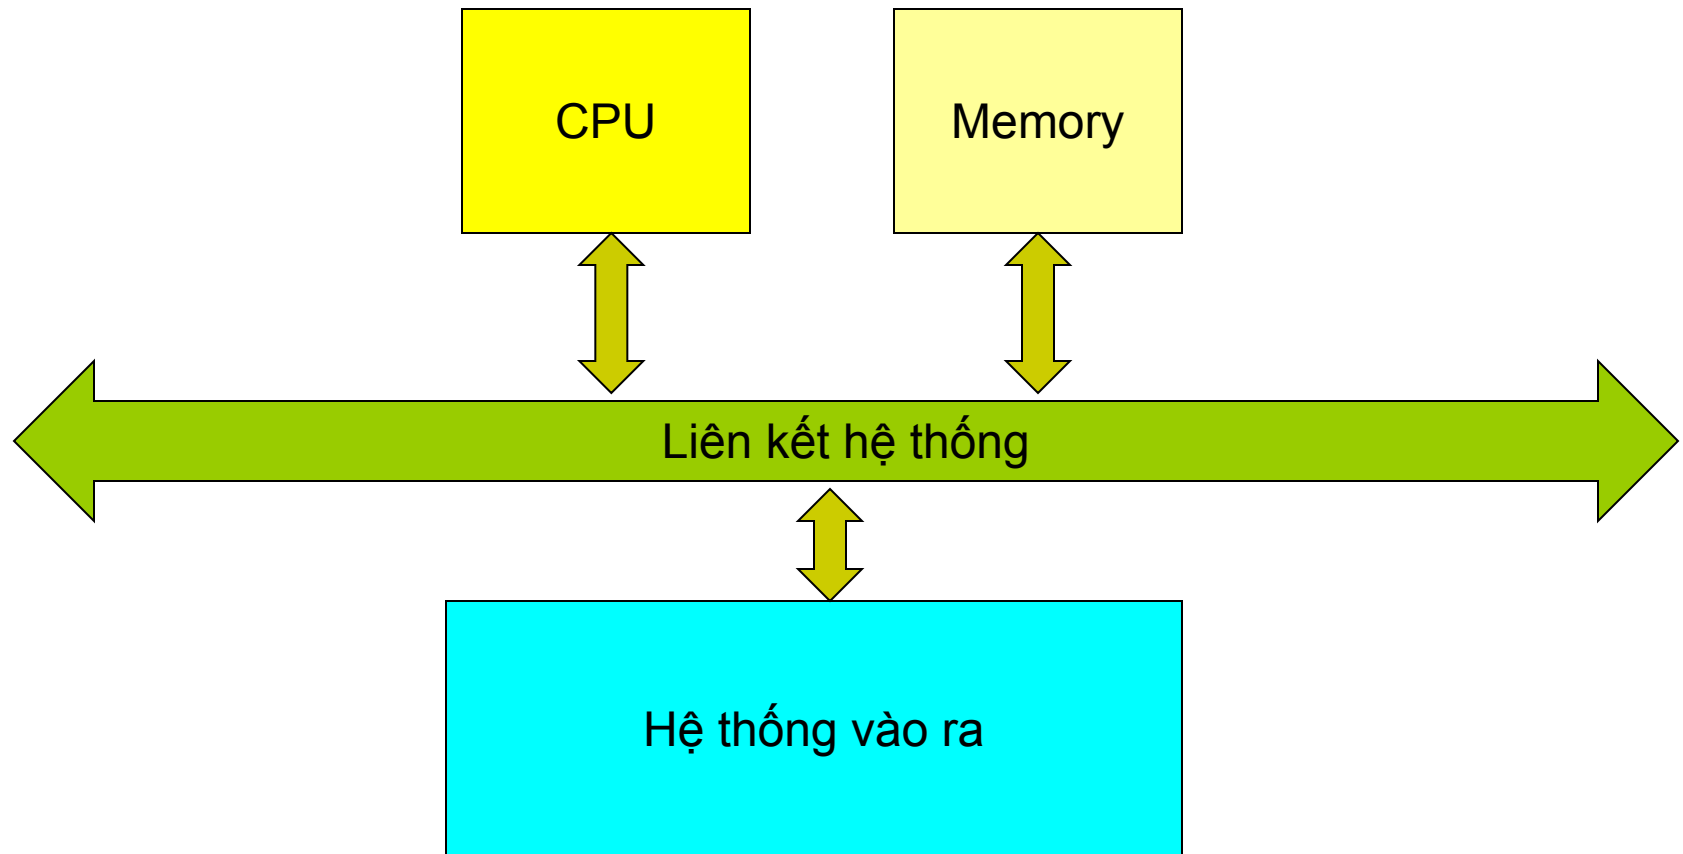 CPU
Memory
Liên kết hệ thống
Hệ thống vào ra